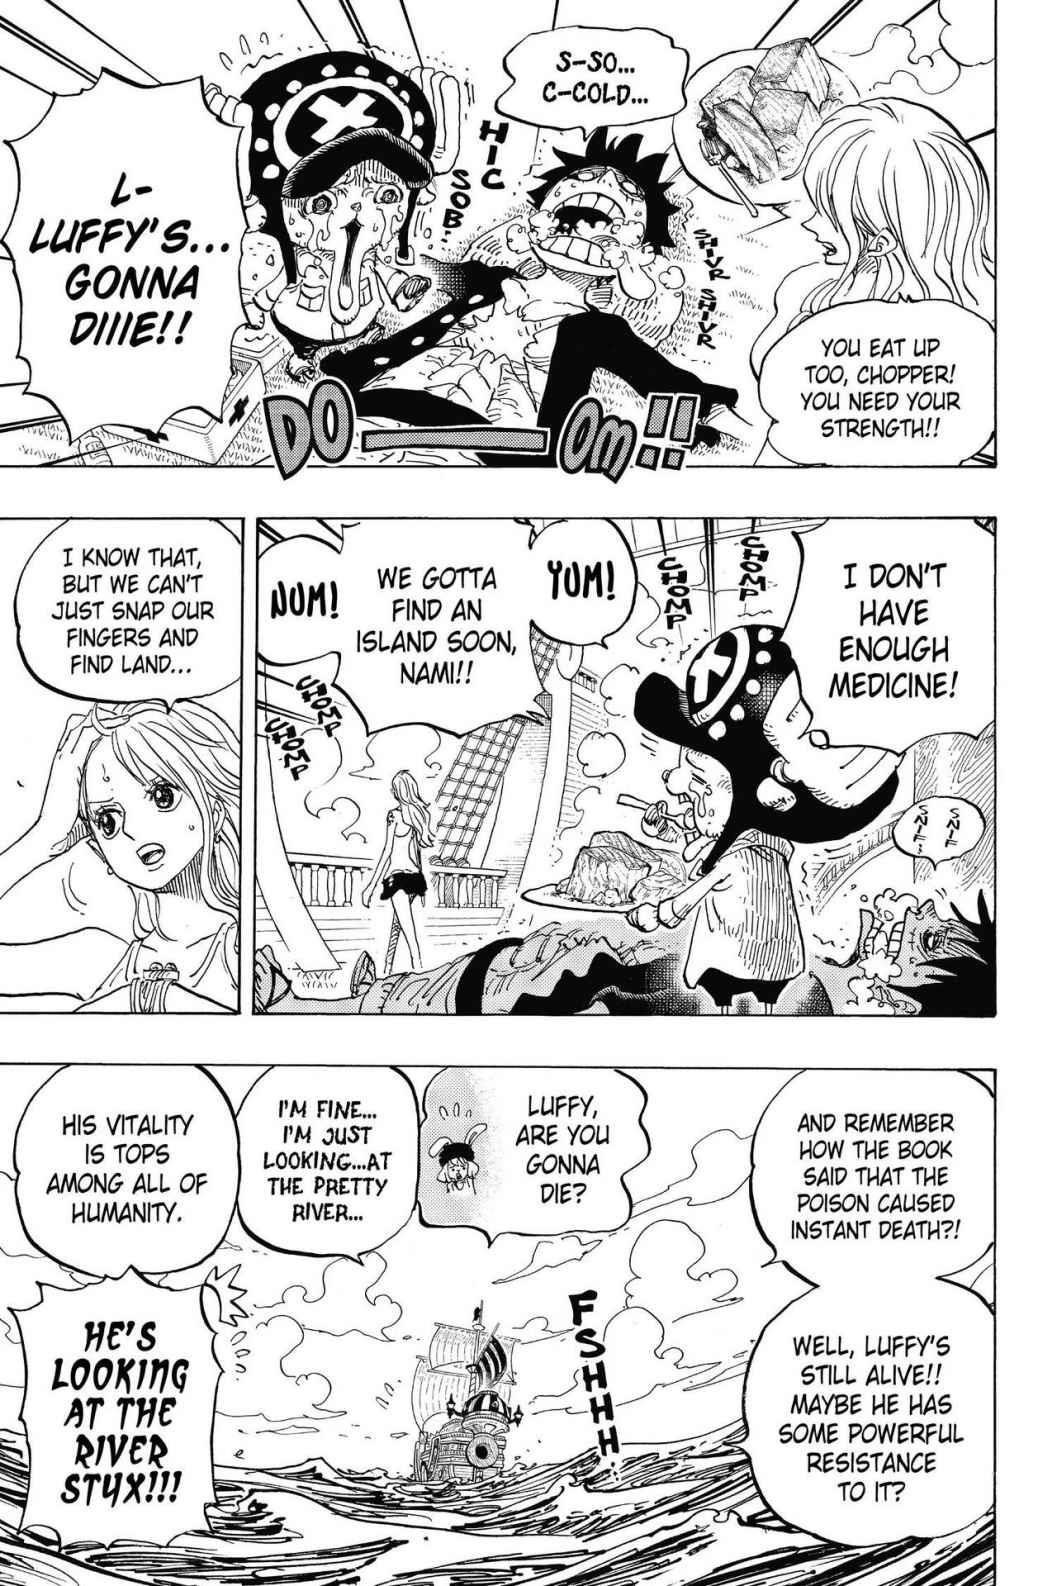 S-SO...
C-COLD...
YOU EAT UP
TOO, CHOPPER!
YOU NEED YOUR
STRENGTH!!
SHIVR SHIVR
HIC
SOB..
L-
LUFFY'S...
GONNA
DIIIE!!
DO — OM!!
I DON'T
HAVE
ENOUGH
MEDICINE!
CHOMP
CHOMP
YUM!
WE GOTTA
FIND AN
ISLAND SOON,
NAMI!!
NUM!
CHOMP
CHOMP
SNIF
SNIF
I KNOW THAT,
BUT WE CAN'T
JUST SNAP OUR
FINGERS AND
FIND LAND...
AND REMEMBER
HOW THE BOOK
SAID THAT THE
POISON CAUSED
INSTANT DEATH?!
WELL, LUFFY'S
STILL ALIVE!!
MAYBE HE HAS
SOME POWERFUL
RESISTANCE
TO IT?
LUFFY,
ARE YOU
GONNA
DIE?
I'M FINE...
I'M JUST
LOOKING...AT
THE PRETTY
RIVER...
FSHHH!
HIS VITALITY
IS TOPS
AMONG ALL OF
HUMANITY.
HE'S
LOOKING
AT THE
RIVER
STYX!!!